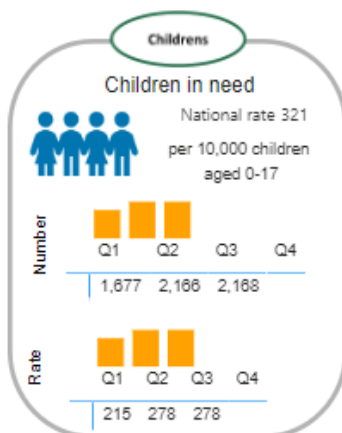 Childrens
Children in need
National rate 321
per 10,000 children
aged 0-17
Number
Q1 Q2 Q3 Q4
1,677 2,166 2,168
Rate
Q1 Q2 Q3 Q4
215 278 278